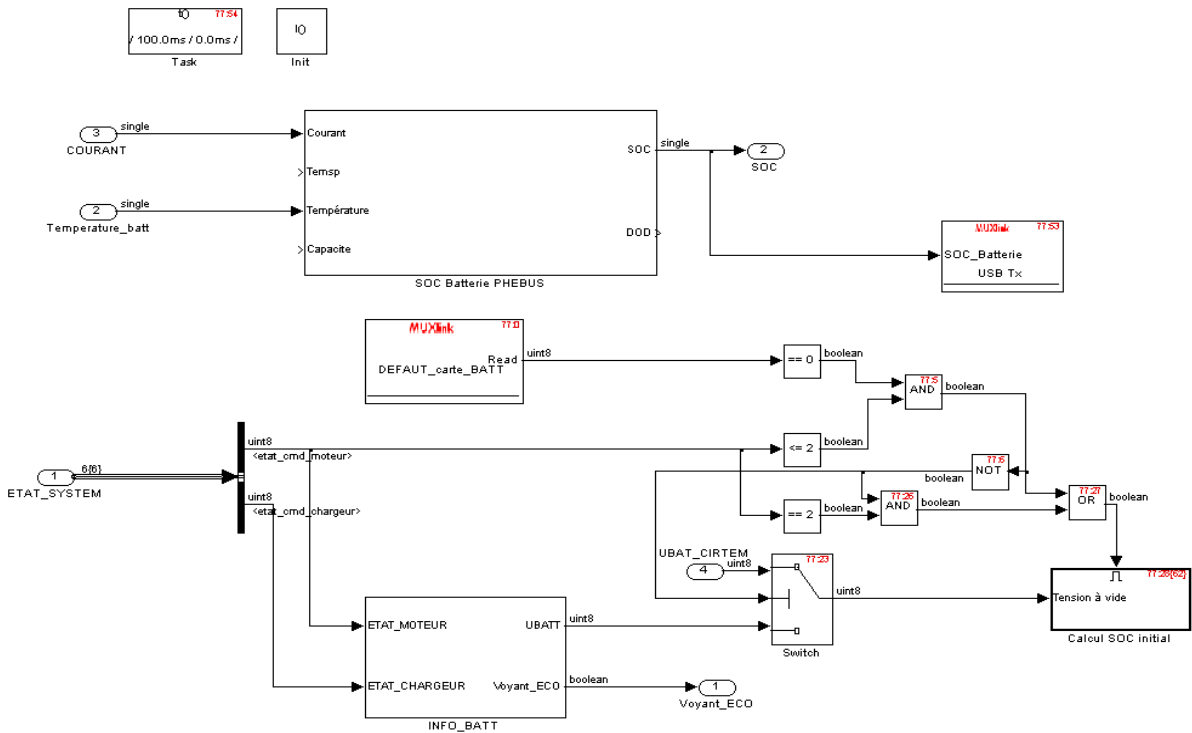 t()
77:54
/ 100.0ms / 0.0ms /
Task
I()
Init
3
single
COURANT
Courant
Temsp
2
single
Temperature_batt
Température
Capacite
SOC
DOD
SOC Batterie PHEBUS
single
2
SOC
MUXlink
77:53
SOC_Batterie
USB Tx
MUXlink
77:0
Read
DEFAUT_carte_BATT
uint8
== 0
boolean
77:5
AND
boolean
1
6{6}
ETAT_SYSTEM
uint8
<etat_cmd_moteur>
uint8
<etat_cmd_chargeur>
<= 2
boolean
77:6
NOT
boolean
== 2
boolean
77:26
AND
boolean
77:27
OR
boolean
UBAT_CIRTEM
4
uint8
77:23
Switch
uint8
77:28{62}
Tension à vide
Calcul SOC initial
ETAT_MOTEUR
UBATT
uint8
ETAT_CHARGEUR
Voyant_ECO
boolean
INFO_BATT
1
Voyant_ECO